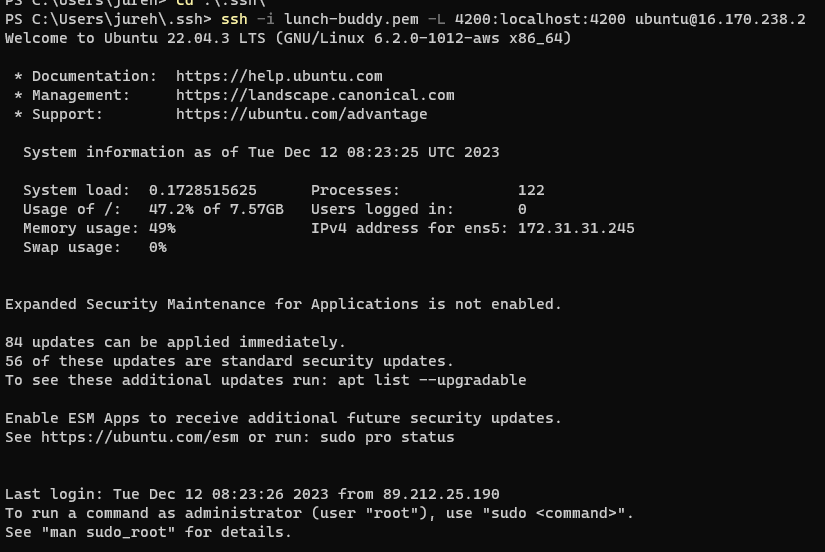 PS C:\Users\jureh\.ssh> cd .\.ssh\
PS C:\Users\jureh\.ssh> ssh -i lunch-buddy.pem -L 4200:localhost:4200 ubuntu@16.170.238.2
Welcome to Ubuntu 22.04.3 LTS (GNU/Linux 6.2.0-1012-aws x86_64)
* Documentation:  https://help.ubuntu.com
* Management:     https://landscape.canonical.com
* Support:        https://ubuntu.com/advantage
System information as of Tue Dec 12 08:23:25 UTC 2023
System load:  0.1728515625      Processes:             122
Usage of /:   47.2% of 7.57GB   Users logged in:       0
Memory usage: 49%               IPv4 address for ens5: 172.31.31.245
Swap usage:   0%
Expanded Security Maintenance for Applications is not enabled.
84 updates can be applied immediately.
56 of these updates are standard security updates.
To see these additional updates run: apt list --upgradable
Enable ESM Apps to receive additional future security updates.
See https://ubuntu.com/esm or run: sudo pro status
Last login: Tue Dec 12 08:23:26 2023 from 89.212.25.190
To run a command as administrator (user "root"), use "sudo <command>".
See "man sudo_root" for details.